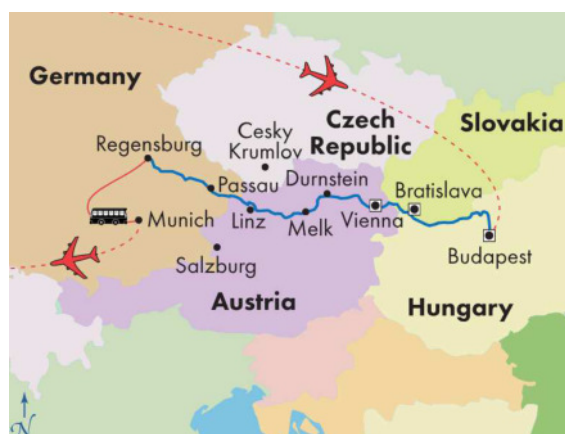 Germany
Czech
Republic
Slovakia
Cesky
Krumlov
Regensburg
Passau
Durnstein
Bratislava
Munich
Linz
Melk
Vienna
Budapest
Salzburg
Austria
Hungary
N